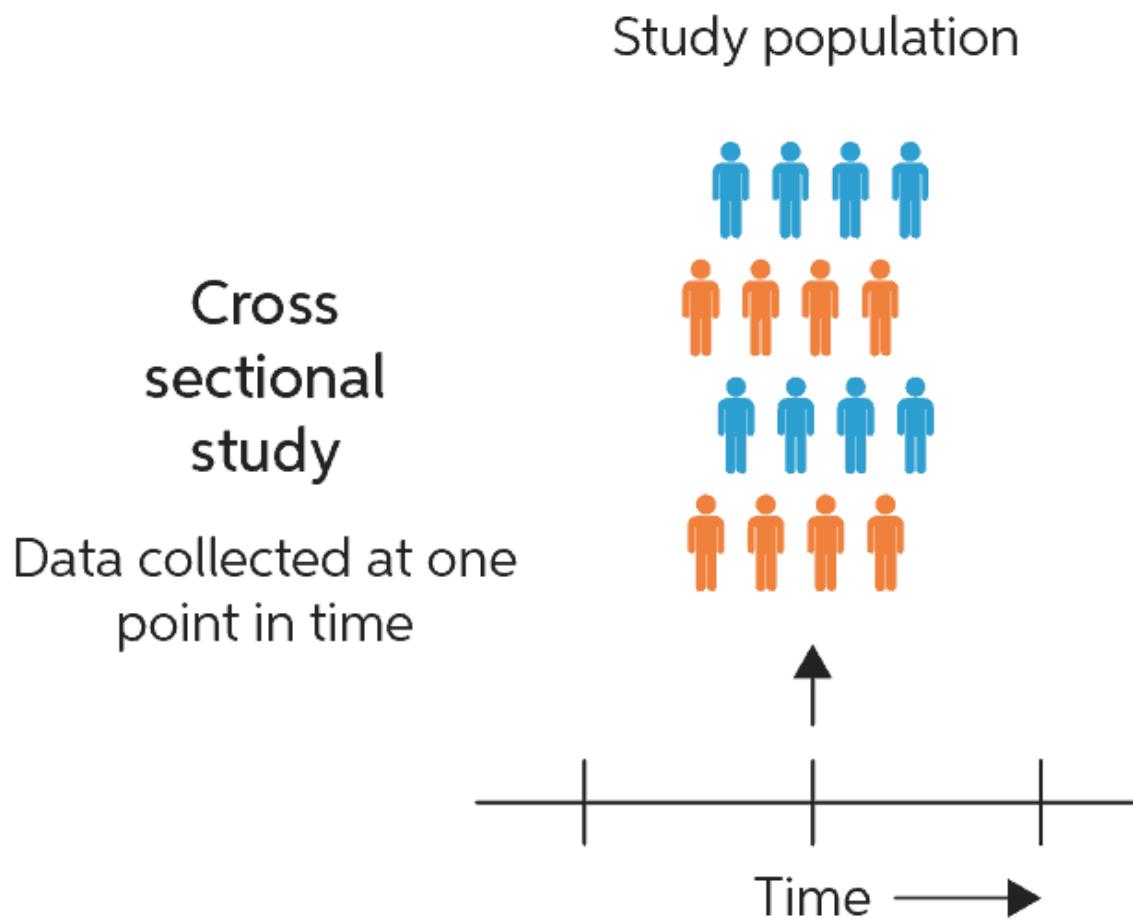 Study population
Cross
sectional
study
Data collected at one
point in time
Time